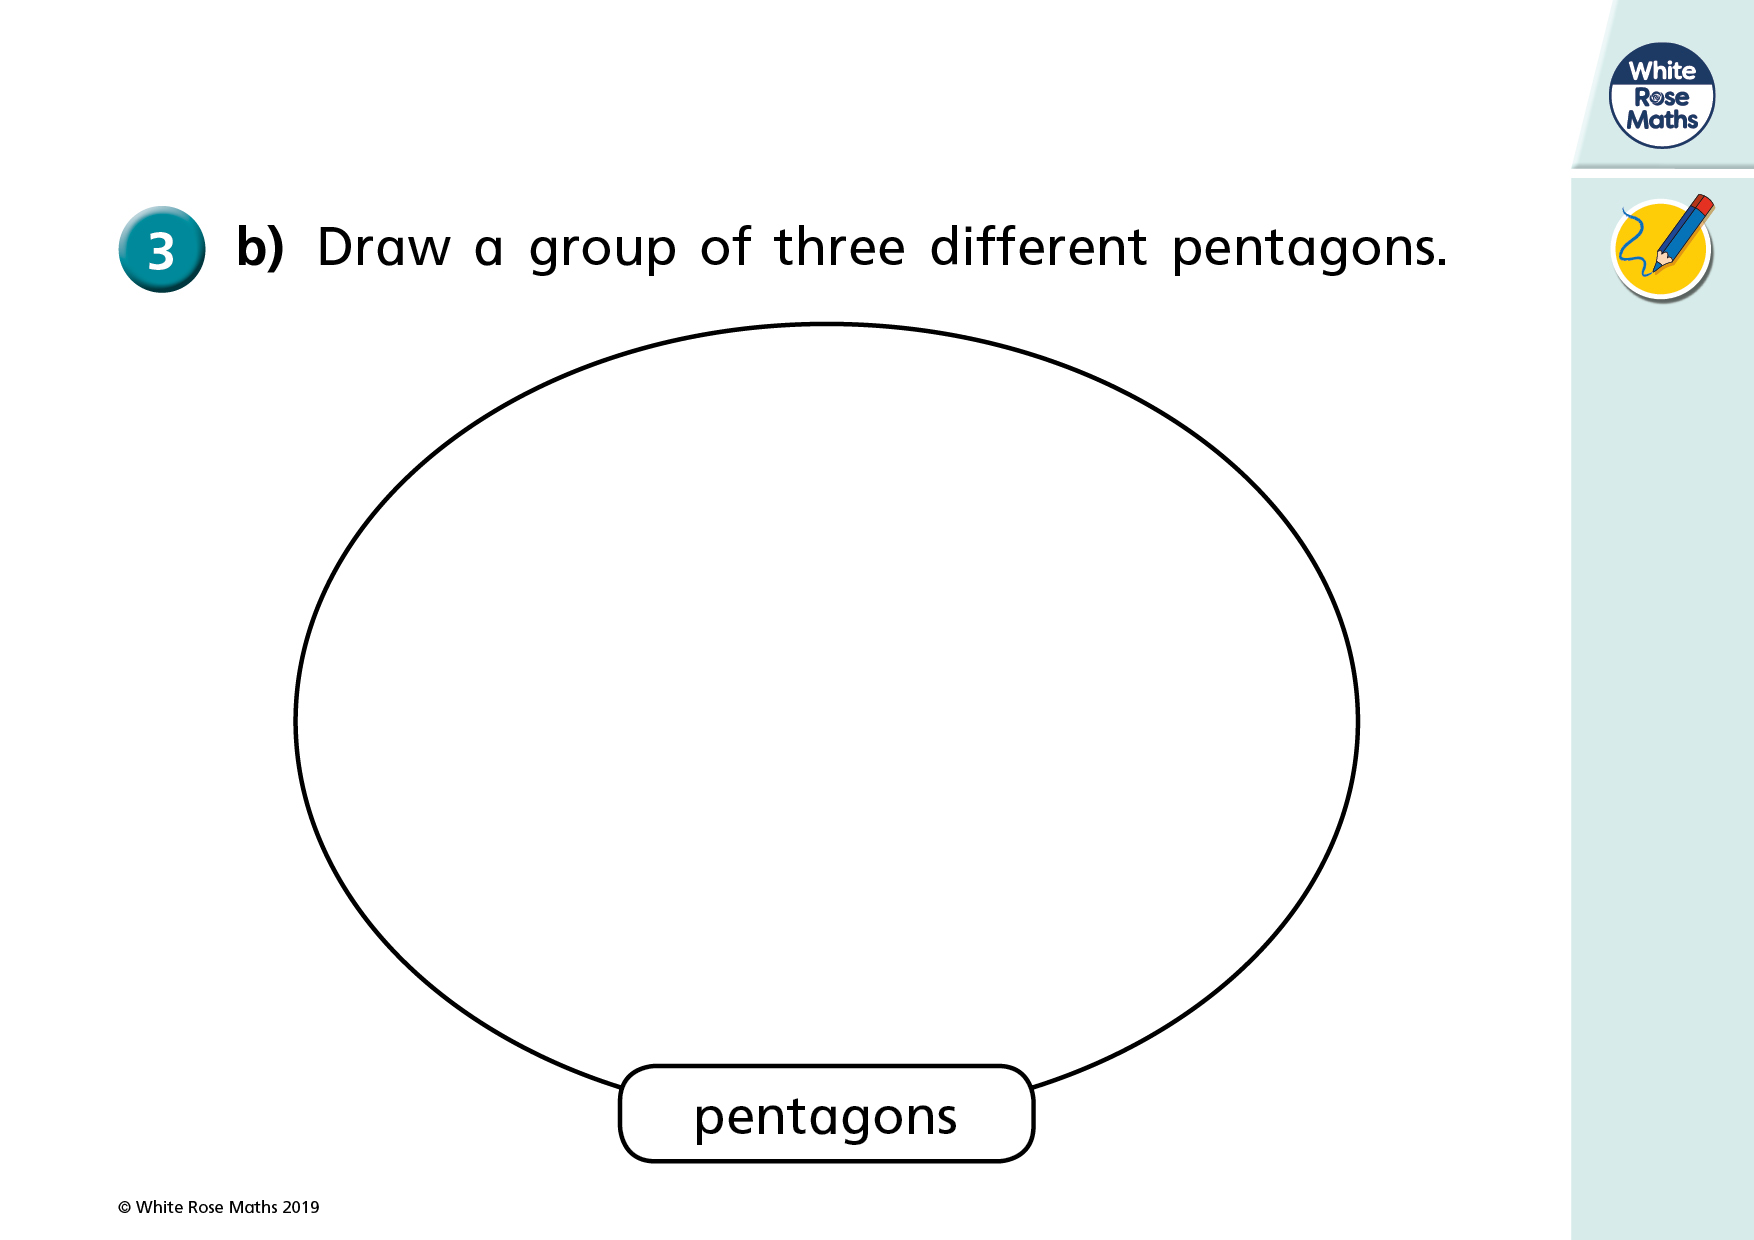 White
Rose
Maths
3 b) Draw a group of three different pentagons.
pentagons
© White Rose Maths 2019